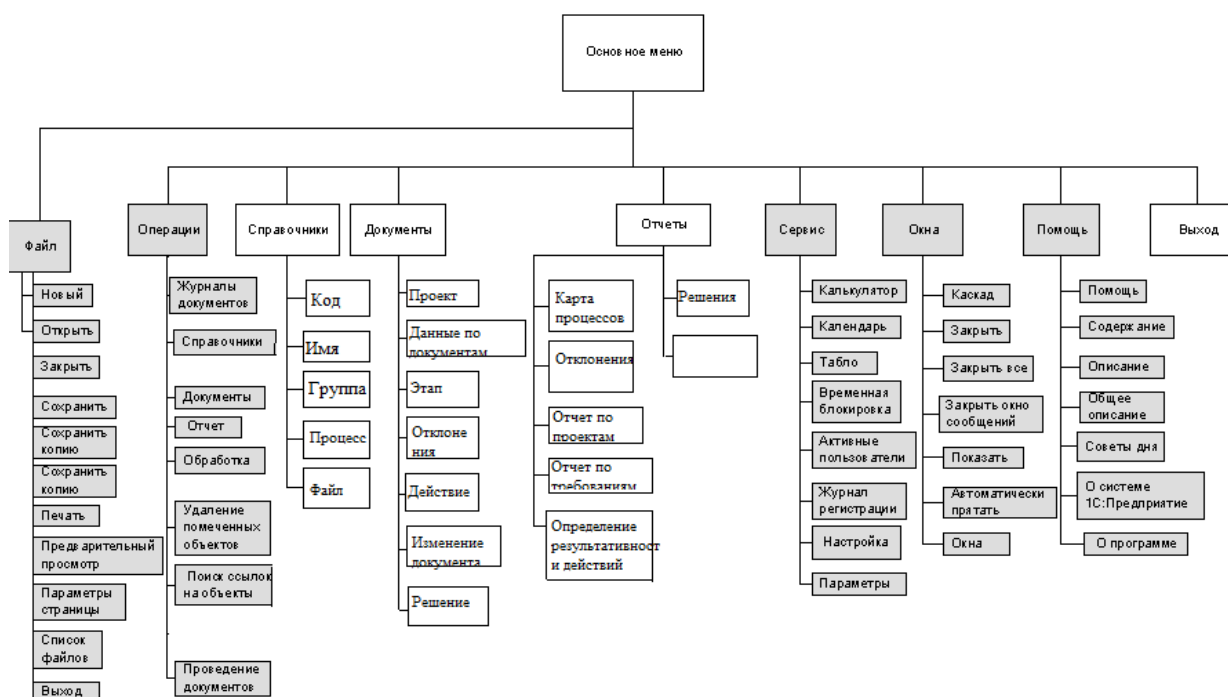 Основное меню
Файл
Новый
Открыть
Закрыть
Сохранить
Сохранить
копию
Сохранить
копию
Печать
Предварительный
просмотр
Параметры
страницы
Список
файлов
Выход
Операции
Журналы
документов
Справочники
Документы
Отчет
Обработка
Удаление
помеченных
объектов
Поиск ссылок
на объекты
Проведение
документов
Справочники
Код
Имя
Группа
Процесс
Файл
Документы
Проект
Данные по
документам
Этап
Отклоне
ния
Действие
Изменение
документа
Решение
Отчеты
Карта
процессов
Отклонения
Отчет по
проектам
Отчет по
требованиям
Определение
результативност
и действий
Решения
Сервис
Калькулятор
Календарь
Табло
Временная
блокировка
Активные
пользователи
Журнал
регистрации
Настройка
Параметры
Окна
Каскад
Закрыть
Закрыть все
Закрыть окно
сообщений
Показать
Автоматически
прятать
Окна
Помощь
Помощь
Содержание
Описание
Общее
описание
Советы дня
О системе
1С:Предприятие
О программе
Выход